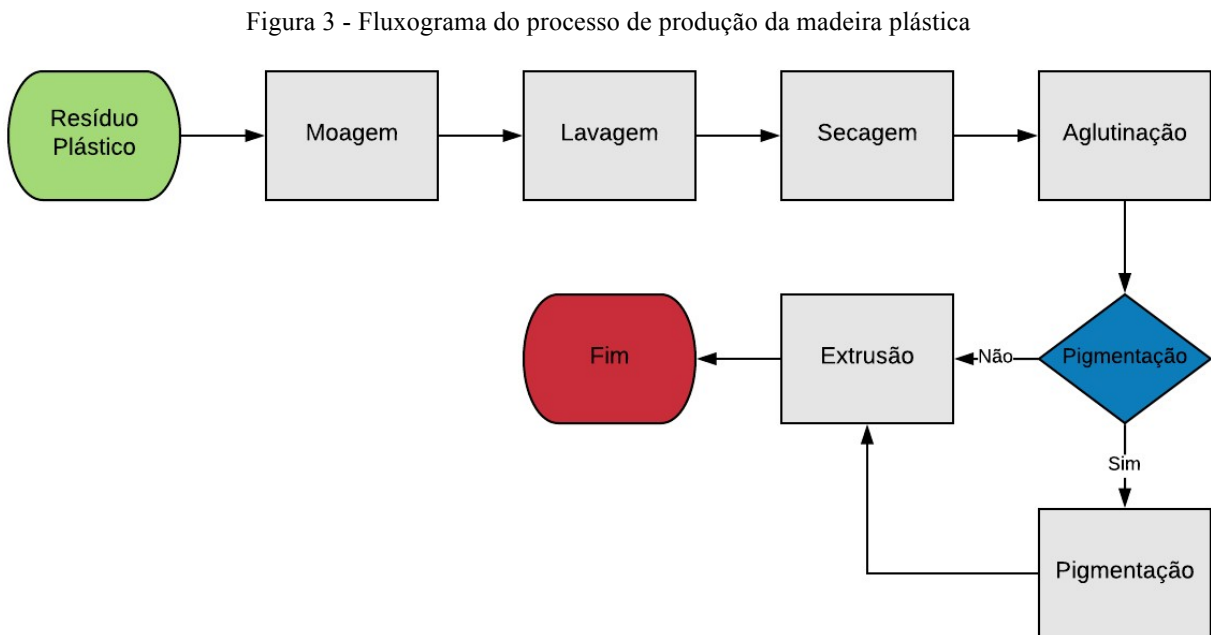 Figura 3 - Fluxograma do processo de produção da madeira plástica
Resíduo
Plástico
Moagem
Lavagem
Secagem
Aglutinação
Fim
Extrusão
Não
Pigmentação
Sim
Pigmentação